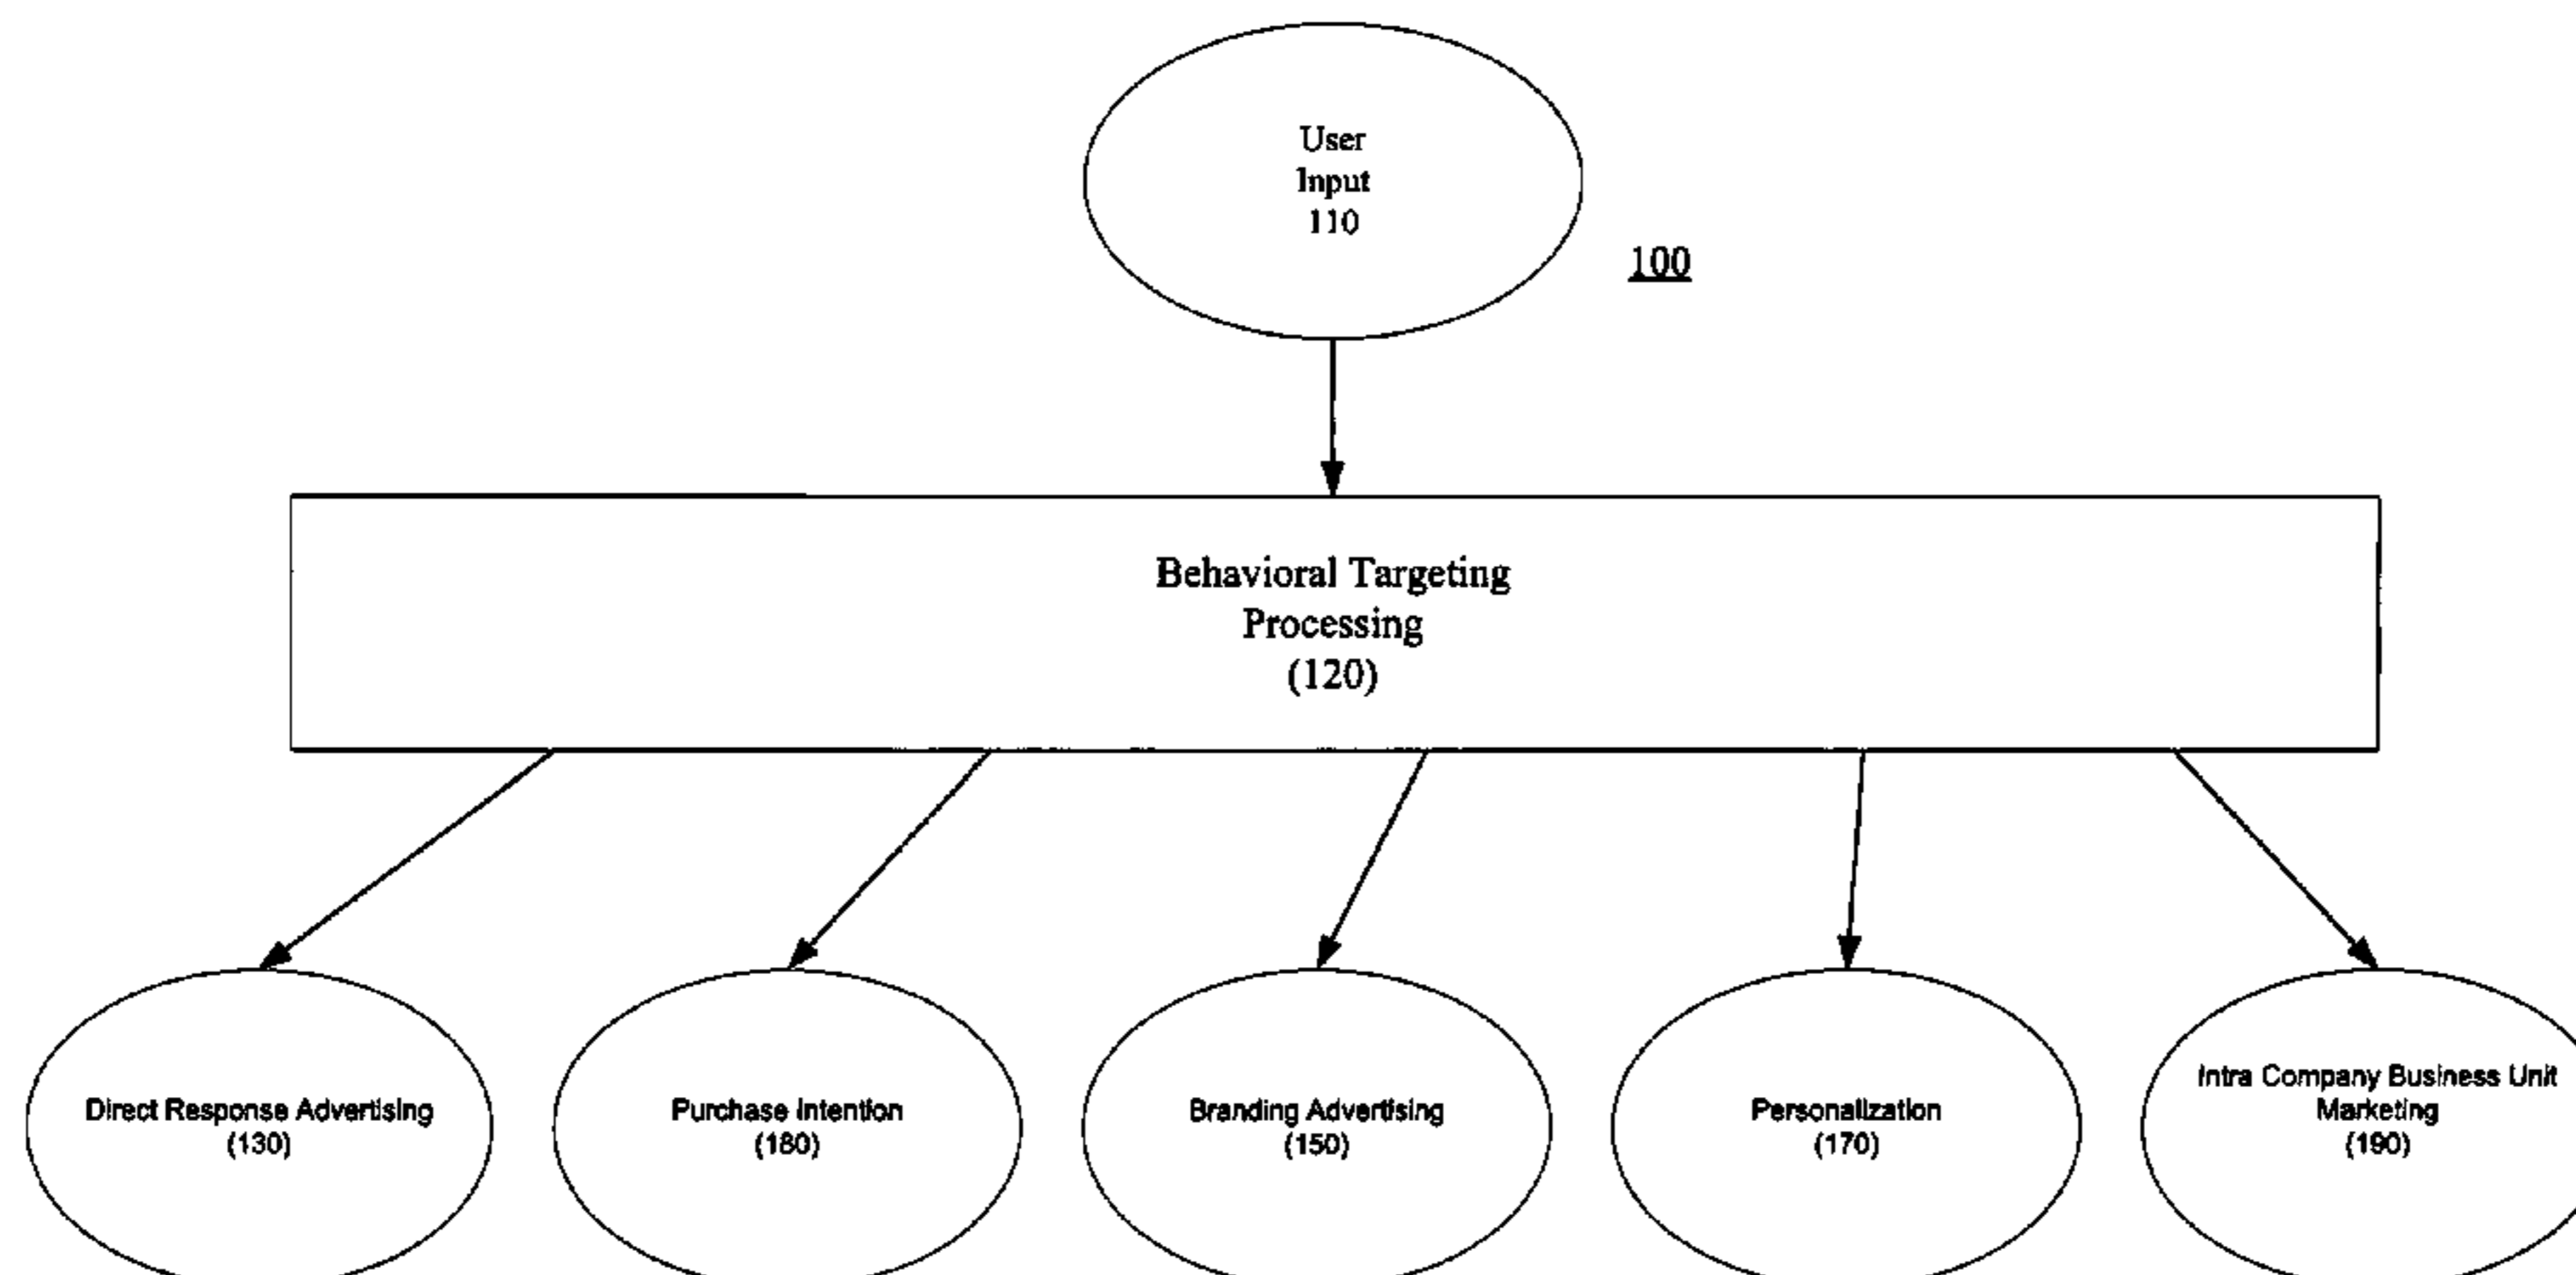 User
Input
110
100
Behavioral Targeting
Processing
(120)
Direct Response Advertising
(130)
Purchase Intention
(180)
Branding Advertising
(150)
Personalization
(170)
Intra Company Business Unit
Marketing
(190)